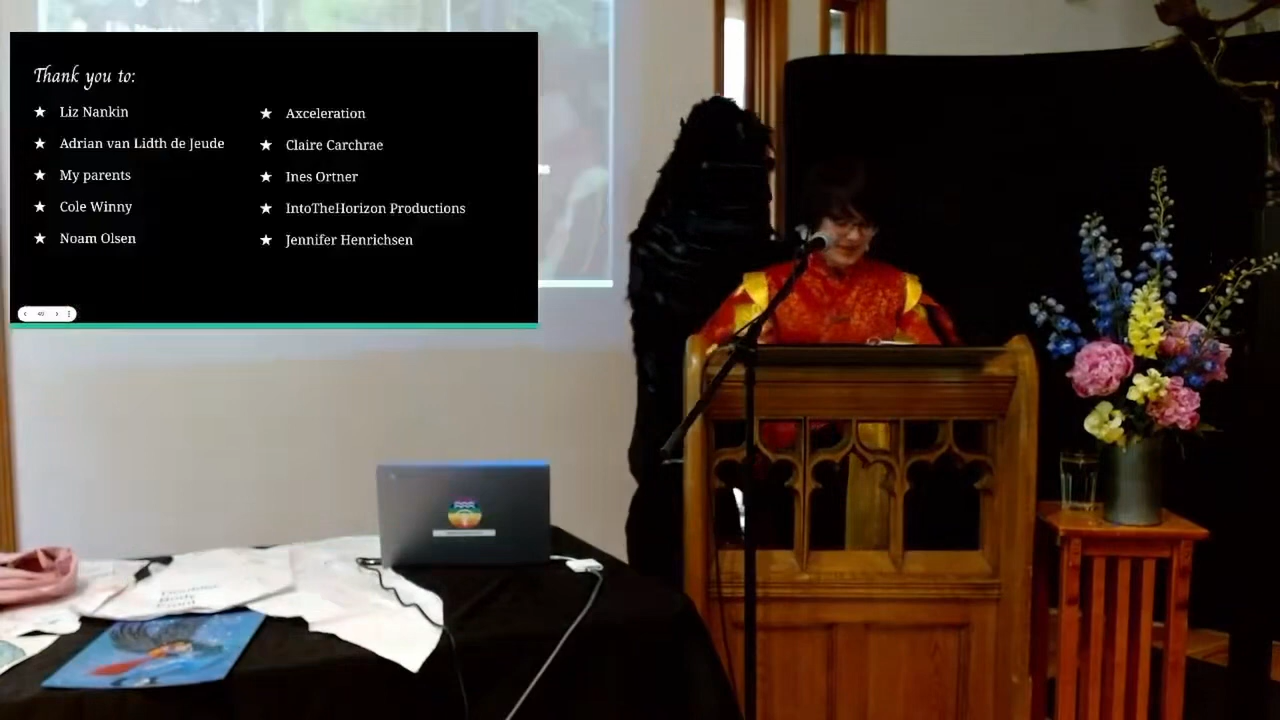 Thank you to:
★ Liz Nankin
★ Adrian van Lidth de Jeude
★ My parents
★ Cole Winny
★ Noam Olsen
★ Axceleration
★ Claire Carchrae
★ Ines Ortner
★ IntoTheHorizon Productions
★ Jennifer Henrichsen